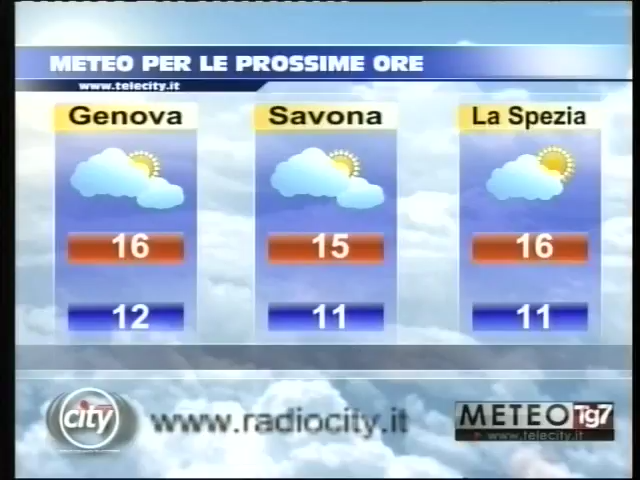 METEO PER LE PROSSIME ORE
www.telecity.it
Genova
Savona
La Spezia
16
15
16
12
11
11
city
www.radiocity.it
METEO Tg7
www.telecity.it